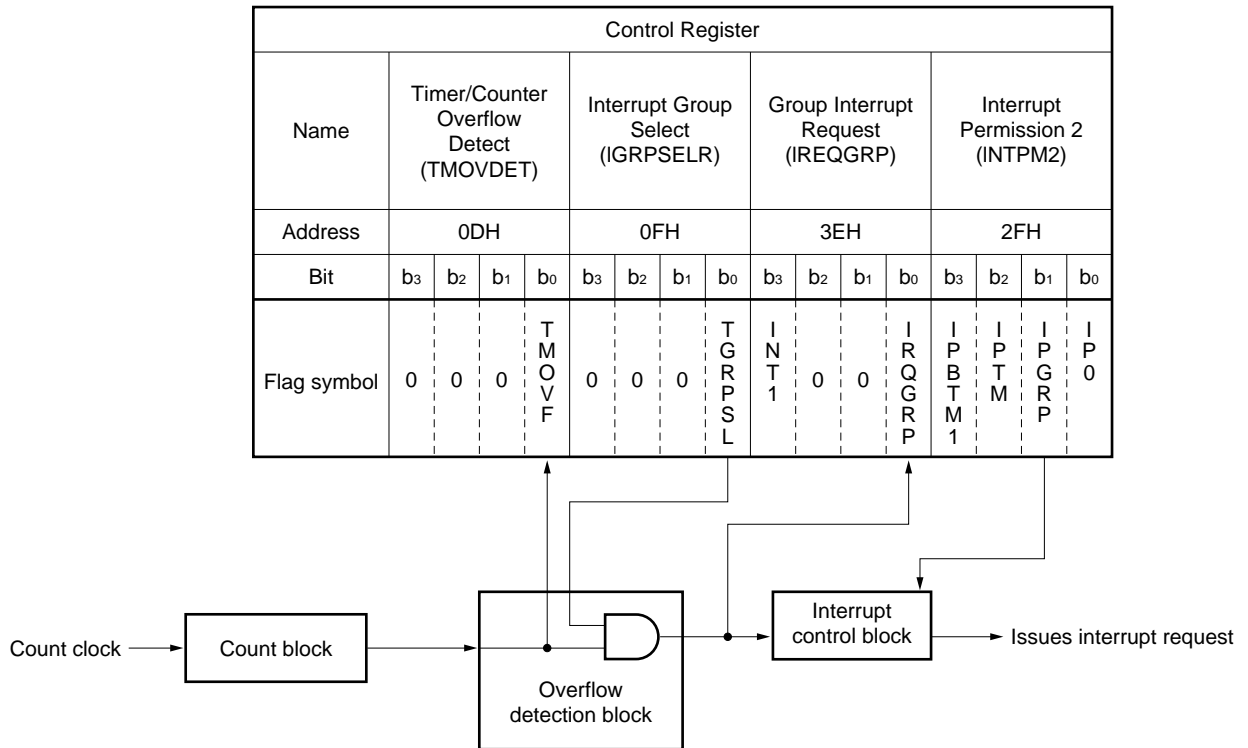 Control Register
Name
Timer/Counter
Overflow
Detect
(TMOVDET)
Interrupt Group
Select
(IGRPSELR)
Group Interrupt
Request
(IREQGRP)
Interrupt
Permission 2
(INTPM2)
Address
0DH
0FH
3EH
2FH
Bit
b3 b2 b1 b0 b3 b2 b1 b0 b3 b2 b1 b0 b3 b2 b1 b0
Flag symbol
0 0 0 TMOVF 0 0 0 TGRPSL INT1 0 0 IRQGRP IPBTM1 IPTM IPGRP IP0
Count clock
Count block
Overflow
detection block
Interrupt
control block
Issues interrupt request